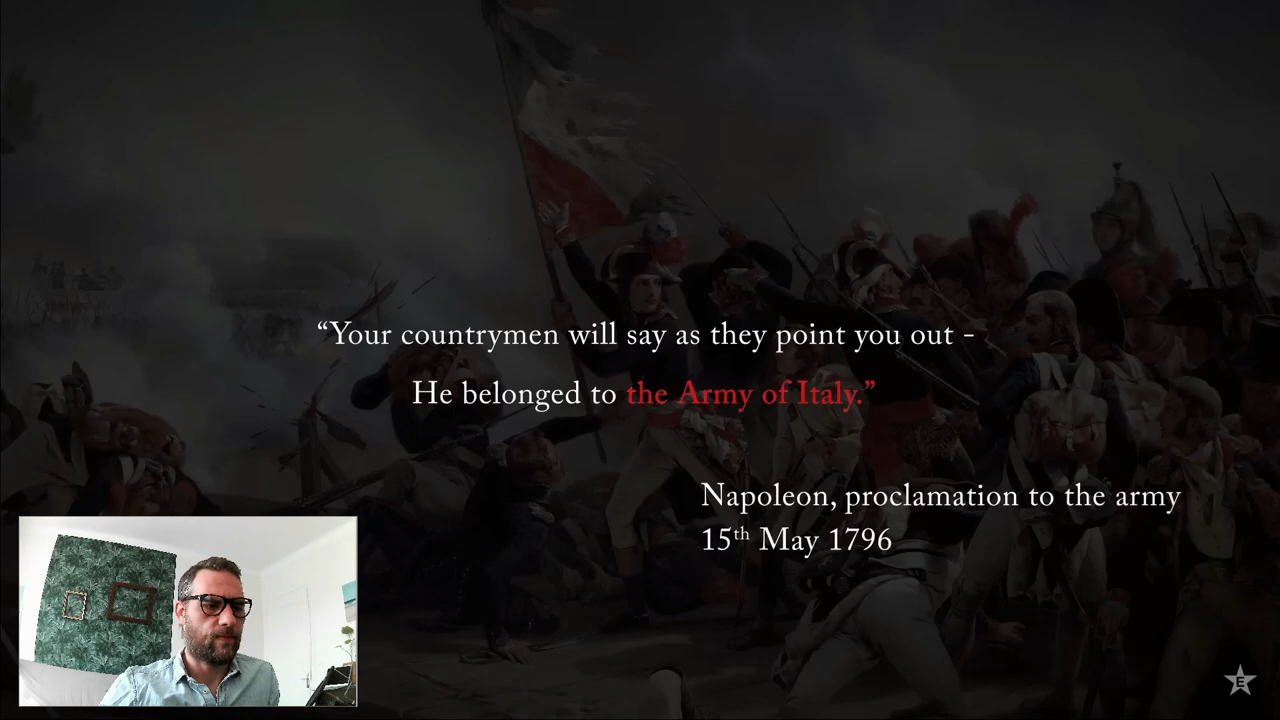 “Your countrymen will say as they point you out -
He belonged to the Army of Italy.”
Napoleon, proclamation to the army
15th May 1796
E